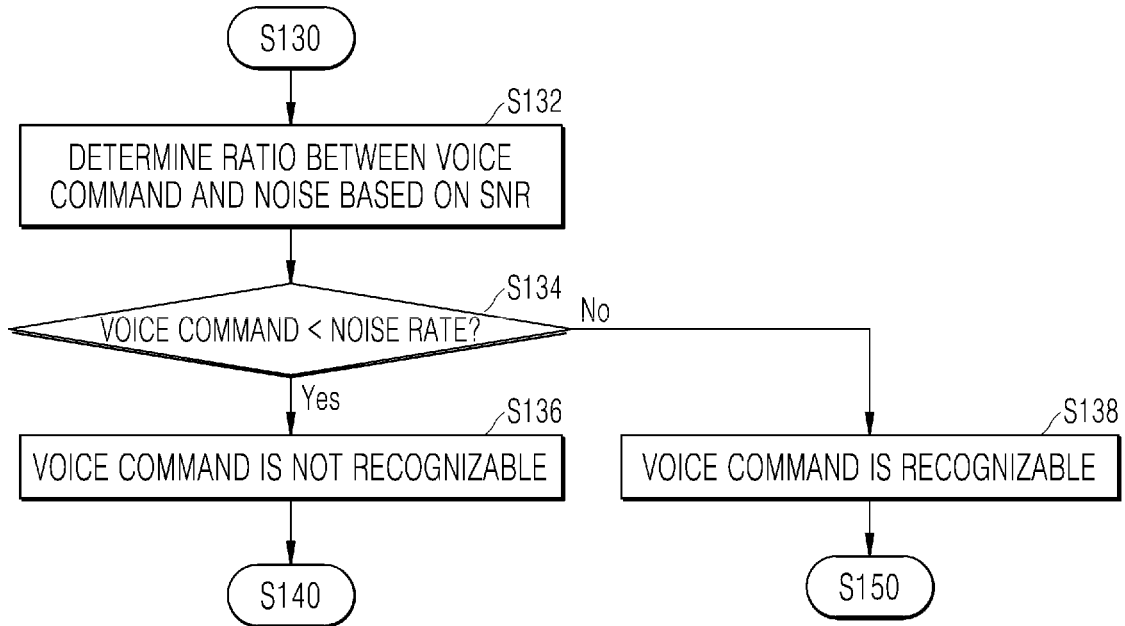 S130
S132
DETERMINE RATIO BETWEEN VOICE
COMMAND AND NOISE BASED ON SNR
S134
VOICE COMMAND < NOISE RATE?
No
Yes
S136
VOICE COMMAND IS NOT RECOGNIZABLE
S138
VOICE COMMAND IS RECOGNIZABLE
S140
S150